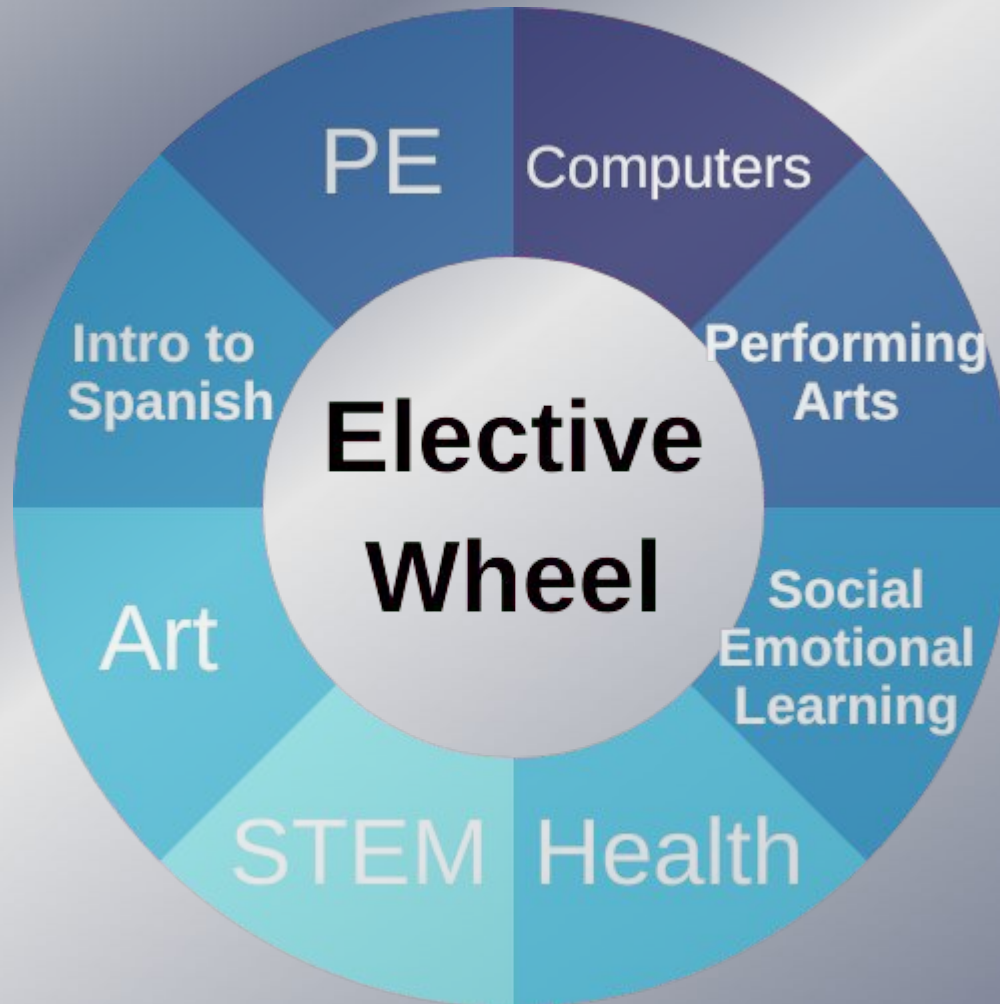 PE
Computers
Intro to
Spanish
Performing
Arts
Elective
Wheel
Art
Social
Emotional
Learning
STEM
Health